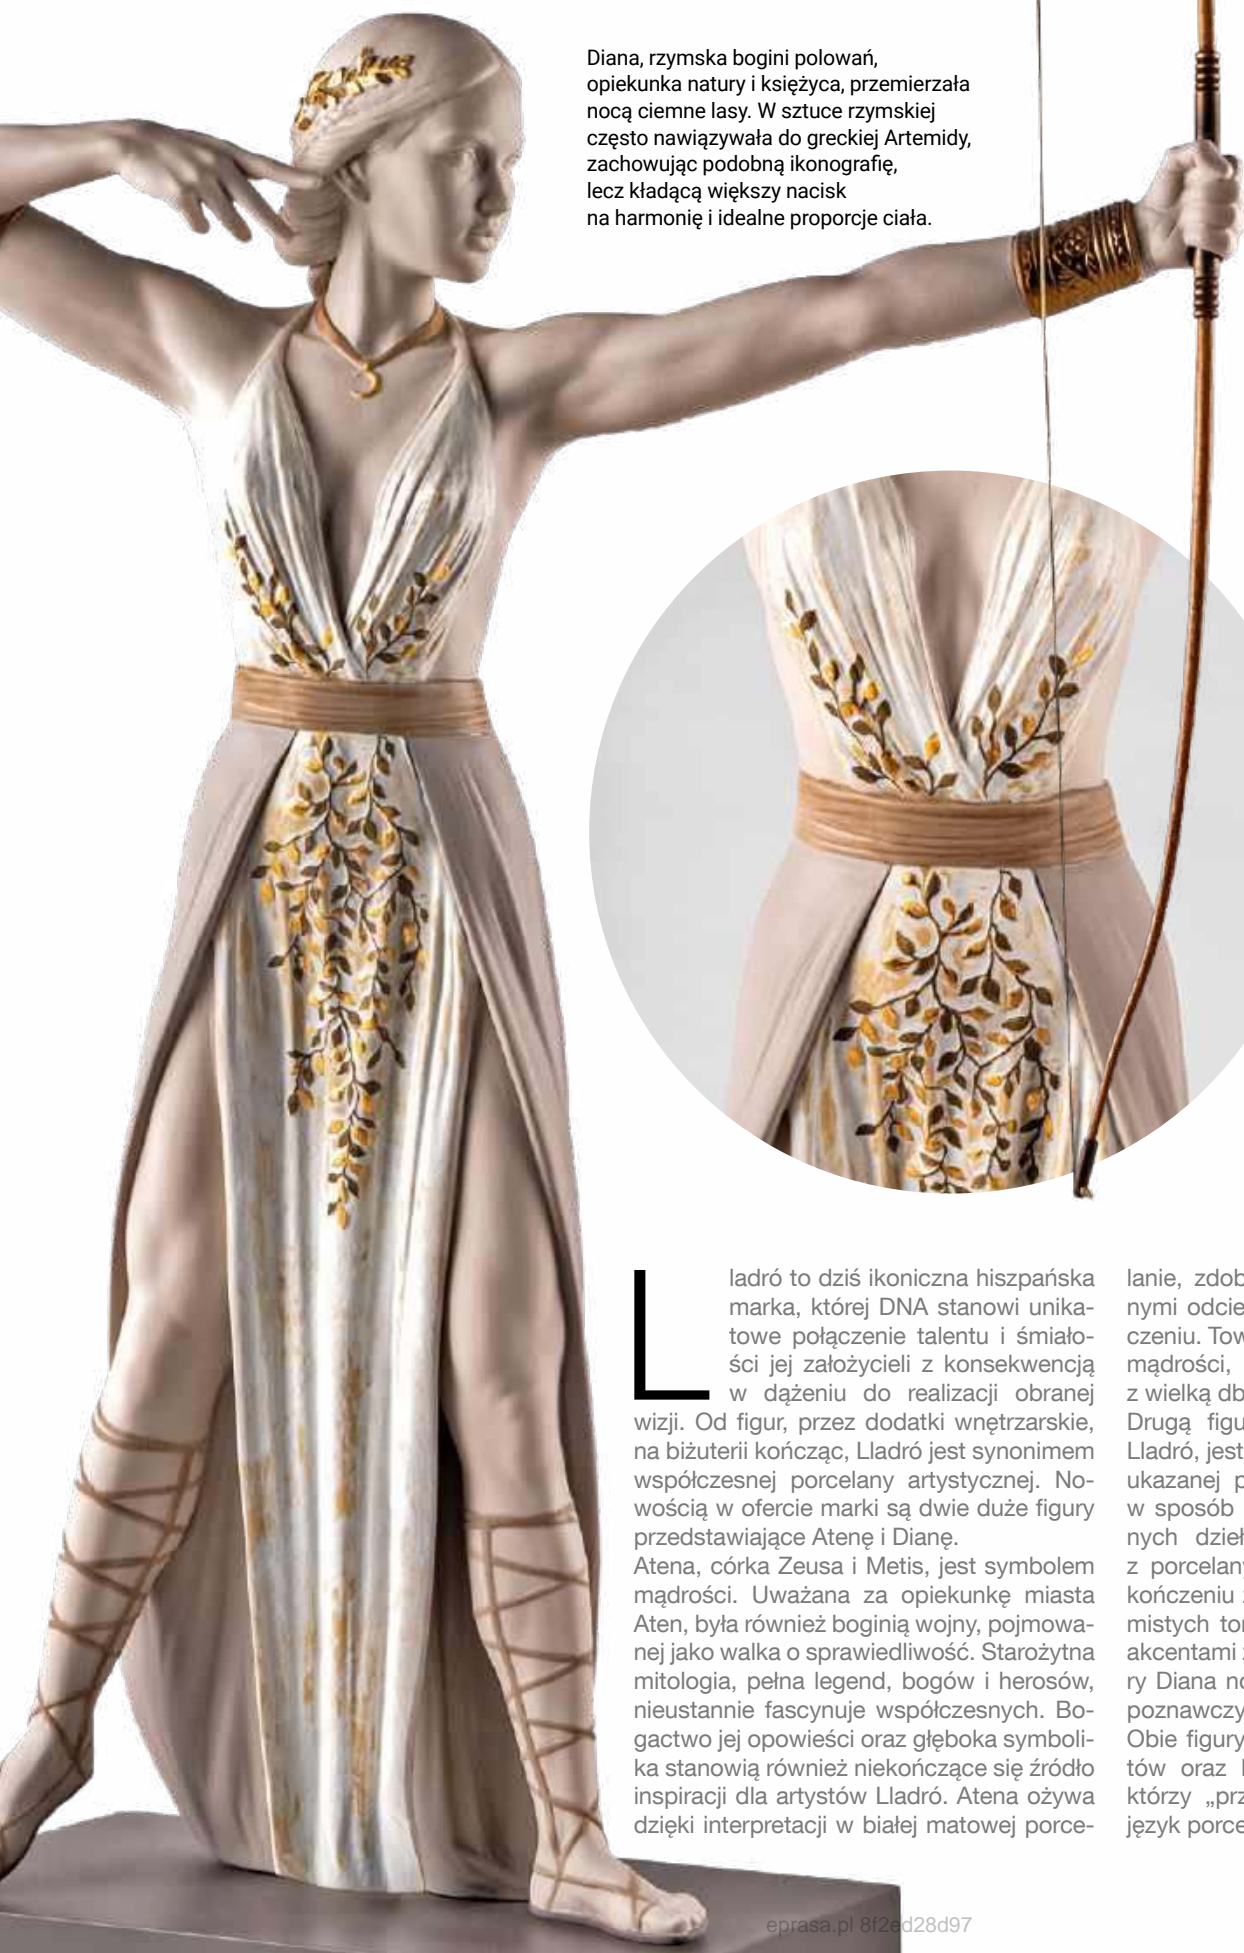 Diana, rzymska bogini polowań,
opiekunka natury i księżyca, przemierzała
nocą ciemne lasy. W sztuce rzymskiej
często nawiązywała do greckiej Artemidy,
zachowując podobną ikonografię,
lecz kładącą większy nacisk
na harmonię i idealne proporcje ciała.
Lladró to dziś ikoniczna hiszpańska
marka, której DNA stanowi unika-
towe połączenie talentu i śmiało-
ści jej założycieli z konsekwencją
w dążeniu do realizacji obranej
wizji. Od figur, przez dodatki wnętrzarskie,
na biżuterii kończąc, Lladró jest synonimem
współczesnej porcelany artystycznej. No-
wością w ofercie marki są dwie duże figury
przedstawiające Atenę i Dianę.
Atena, córka Zeusa i Metis, jest symbolem
mądrości. Uważana za opiekunkę miasta
Aten, była również boginią wojny, pojmowa-
nej jako walka o sprawiedliwość. Starożytna
mitologia, pełna legend, bogów i herosów,
nieustannie fascynuje współczesnych. Bo-
gactwo jej opowieści oraz głęboka symboli-
ka stanowią również niekończące się źródło
inspiracji dla artystów Lladró. Atena ożywa
dzięki interpretacji w białej matowej porce-
lanie, zdob
nymi odcie
czeniu. Tow
mądrości,
z wielką db
Drugą figu
Lladró, jest
ukazanej p
w sposób
nych dzieł
z porcelany
kończeniu
mistych to
akcentami
ry Diana no
poznawczy
Obie figury
tów oraz
którzy „prz
język porce
eprasa.pl 8f2ed28d97